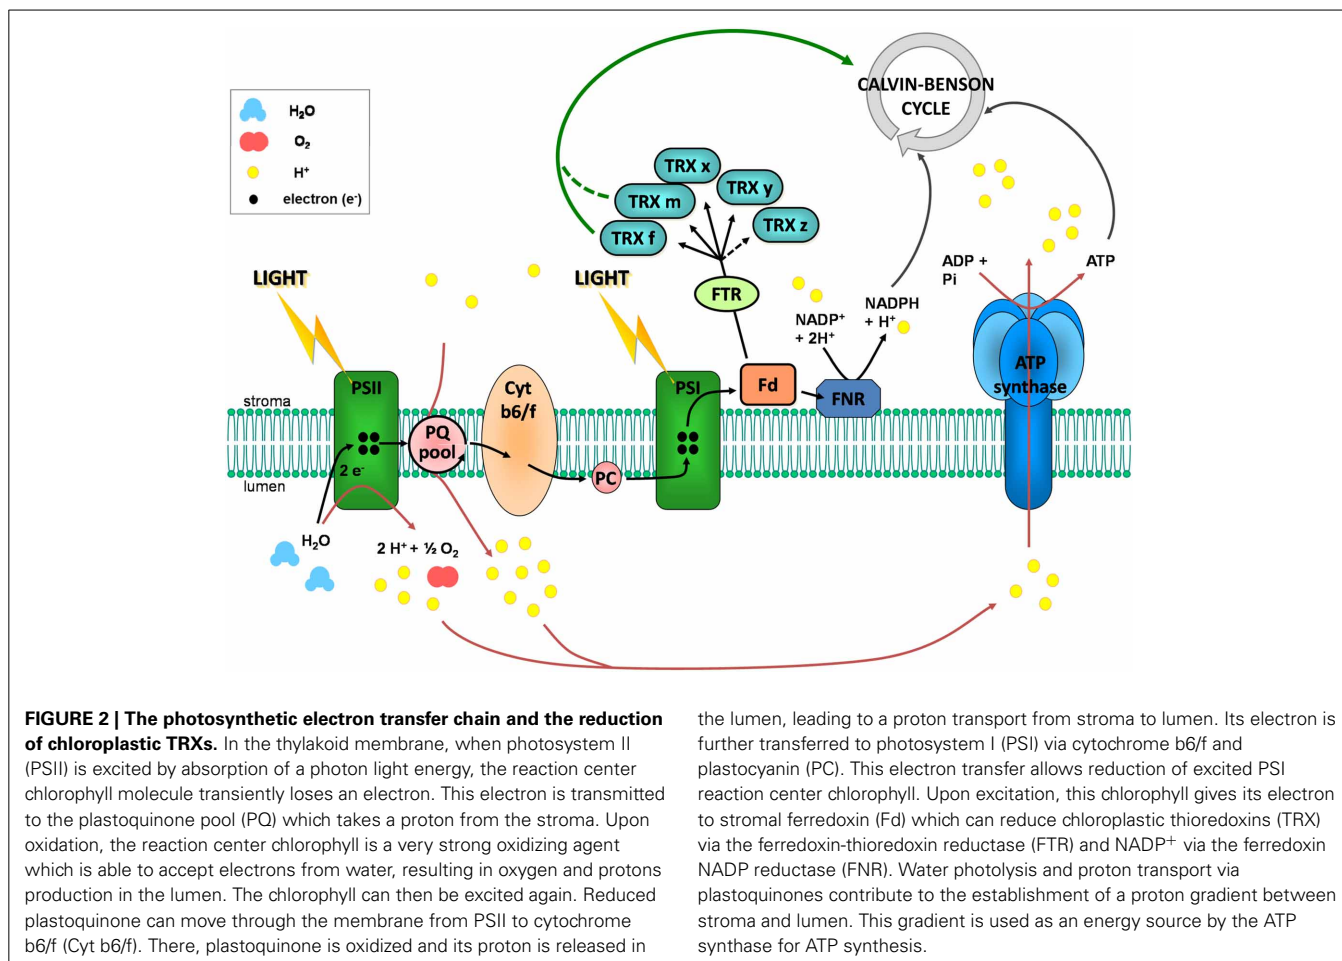 H₂O
O₂
H⁺
electron (e⁻)
CALVIN-BENSON
CYCLE
TRX x
TRX y
TRX m
TRX z
TRX f
LIGHT
LIGHT
FTR
ADP +
Pi
ATP
NADP⁺
+ 2H⁺
NADPH
+ H⁺
PSII
Cyt
b6/f
PSI
Fd
FNR
ATP
synthase
stroma
PQ
pool
2 e⁻
lumen
PC
H₂O
2 H⁺ + ½ O₂
FIGURE 2 | The photosynthetic electron transfer chain and the reduction
of chloroplastic TRXs. In the thylakoid membrane, when photosystem II
(PSII) is excited by absorption of a photon light energy, the reaction center
chlorophyll molecule transiently loses an electron. This electron is transmitted
to the plastoquinone pool (PQ) which takes a proton from the stroma. Upon
oxidation, the reaction center chlorophyll is a very strong oxidizing agent
which is able to accept electrons from water, resulting in oxygen and protons
production in the lumen. The chlorophyll can then be excited again. Reduced
plastoquinone can move through the membrane from PSII to cytochrome
b6/f (Cyt b6/f). There, plastoquinone is oxidized and its proton is released in
the lumen, leading to a proton transport from stroma to lumen. Its electron is
further transferred to photosystem I (PSI) via cytochrome b6/f and
plastocyanin (PC). This electron transfer allows reduction of excited PSI
reaction center chlorophyll. Upon excitation, this chlorophyll gives its electron
to stromal ferredoxin (Fd) which can reduce chloroplastic thioredoxins (TRX)
via the ferredoxin-thioredoxin reductase (FTR) and NADP⁺ via the ferredoxin
NADP reductase (FNR). Water photolysis and proton transport via
plastoquinones contribute to the establishment of a proton gradient between
stroma and lumen. This gradient is used as an energy source by the ATP
synthase for ATP synthesis.